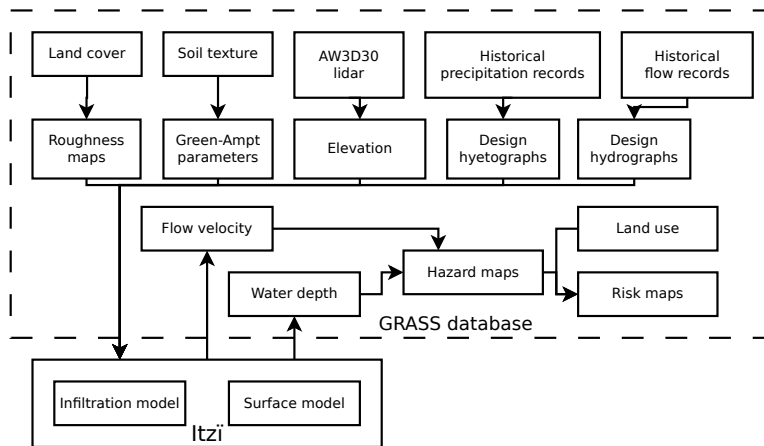 Land cover
Soil texture
AW3D30
lidar
Historical
precipitation records
Historical
flow records
Roughness
maps
Green-Ampt
parameters
Elevation
Design
hyetographs
Design
hydrographs
Flow velocity
Land use
Hazard maps
Water depth
Risk maps
GRASS database
Infiltration model
Surface model
Itzï